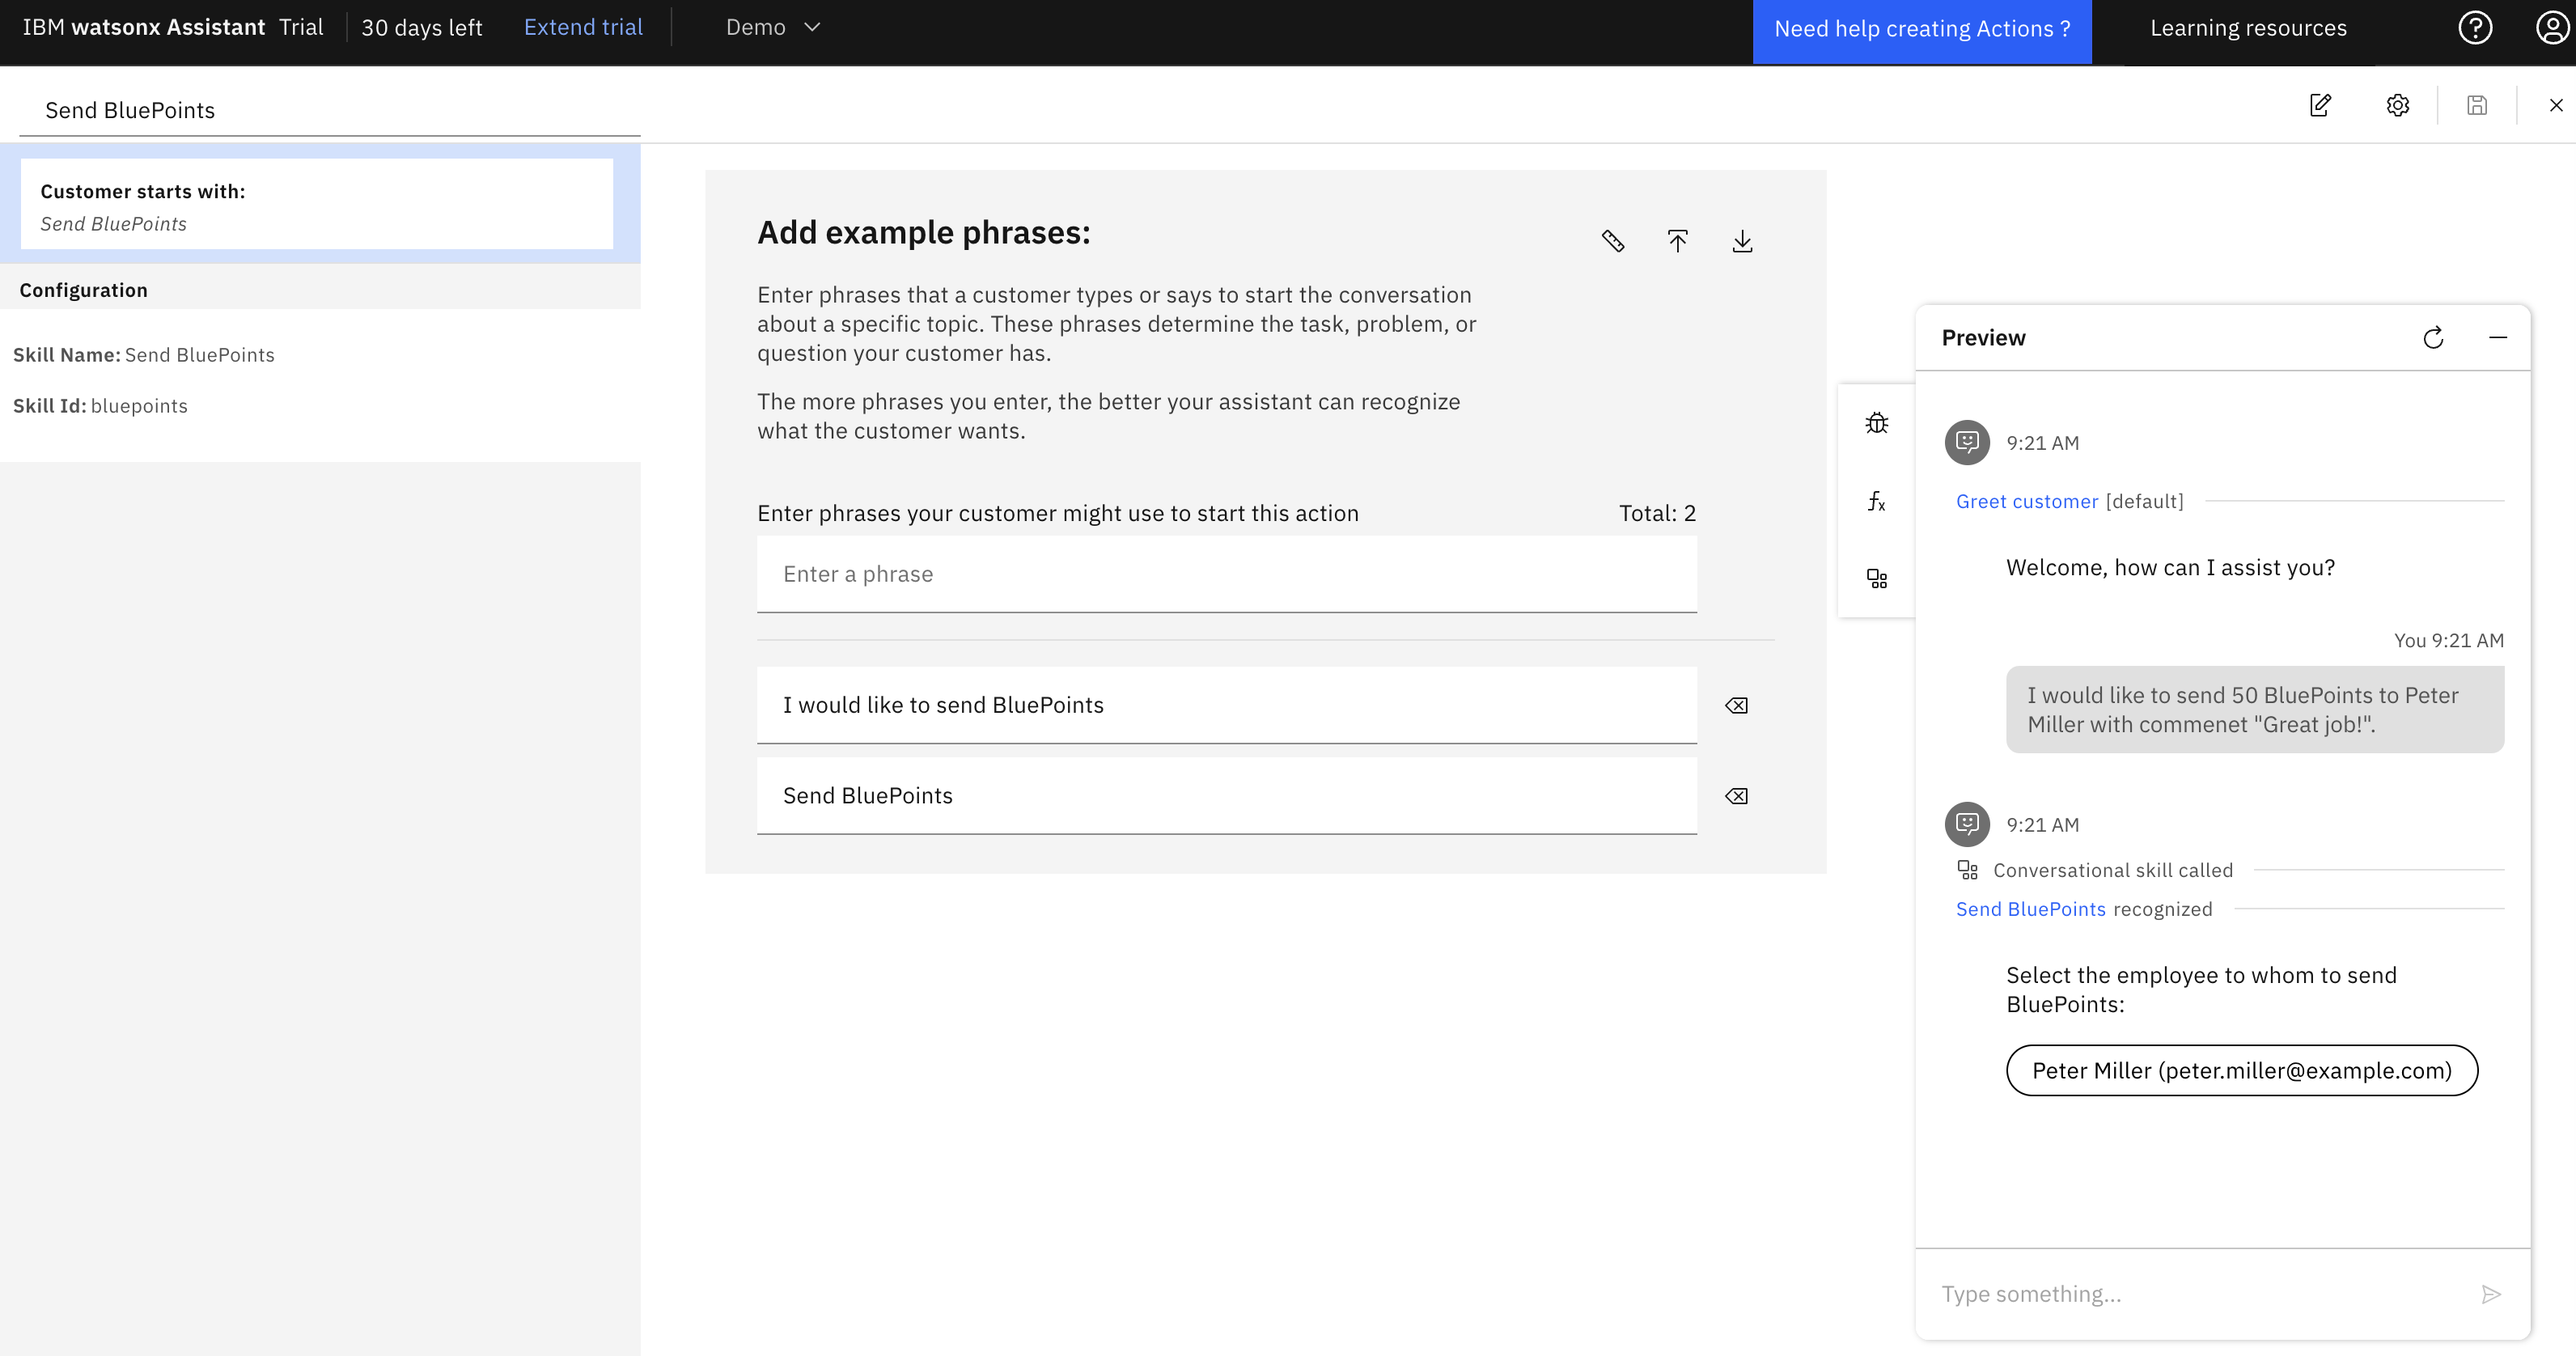 IBM watsonx Assistant Trial
30 days left
Extend trial
Demo
Need help creating Actions ?
Learning resources
Send BluePoints
Customer starts with:
Send BluePoints
Configuration
Skill Name: Send BluePoints
Skill Id: bluepoints
Add example phrases:
Enter phrases that a customer types or says to start the conversation
about a specific topic. These phrases determine the task, problem, or
question your customer has.
The more phrases you enter, the better your assistant can recognize
what the customer wants.
Enter phrases your customer might use to start this action
Total: 2
Enter a phrase
I would like to send BluePoints
Send BluePoints
fx
Preview
9:21 AM
Greet customer [default]
Welcome, how can I assist you?
You 9:21 AM
I would like to send 50 BluePoints to Peter
Miller with commenet "Great job!".
9:21 AM
Conversational skill called
Send BluePoints recognized
Select the employee to whom to send
BluePoints:
Peter Miller (peter.miller@example.com)
Type something...